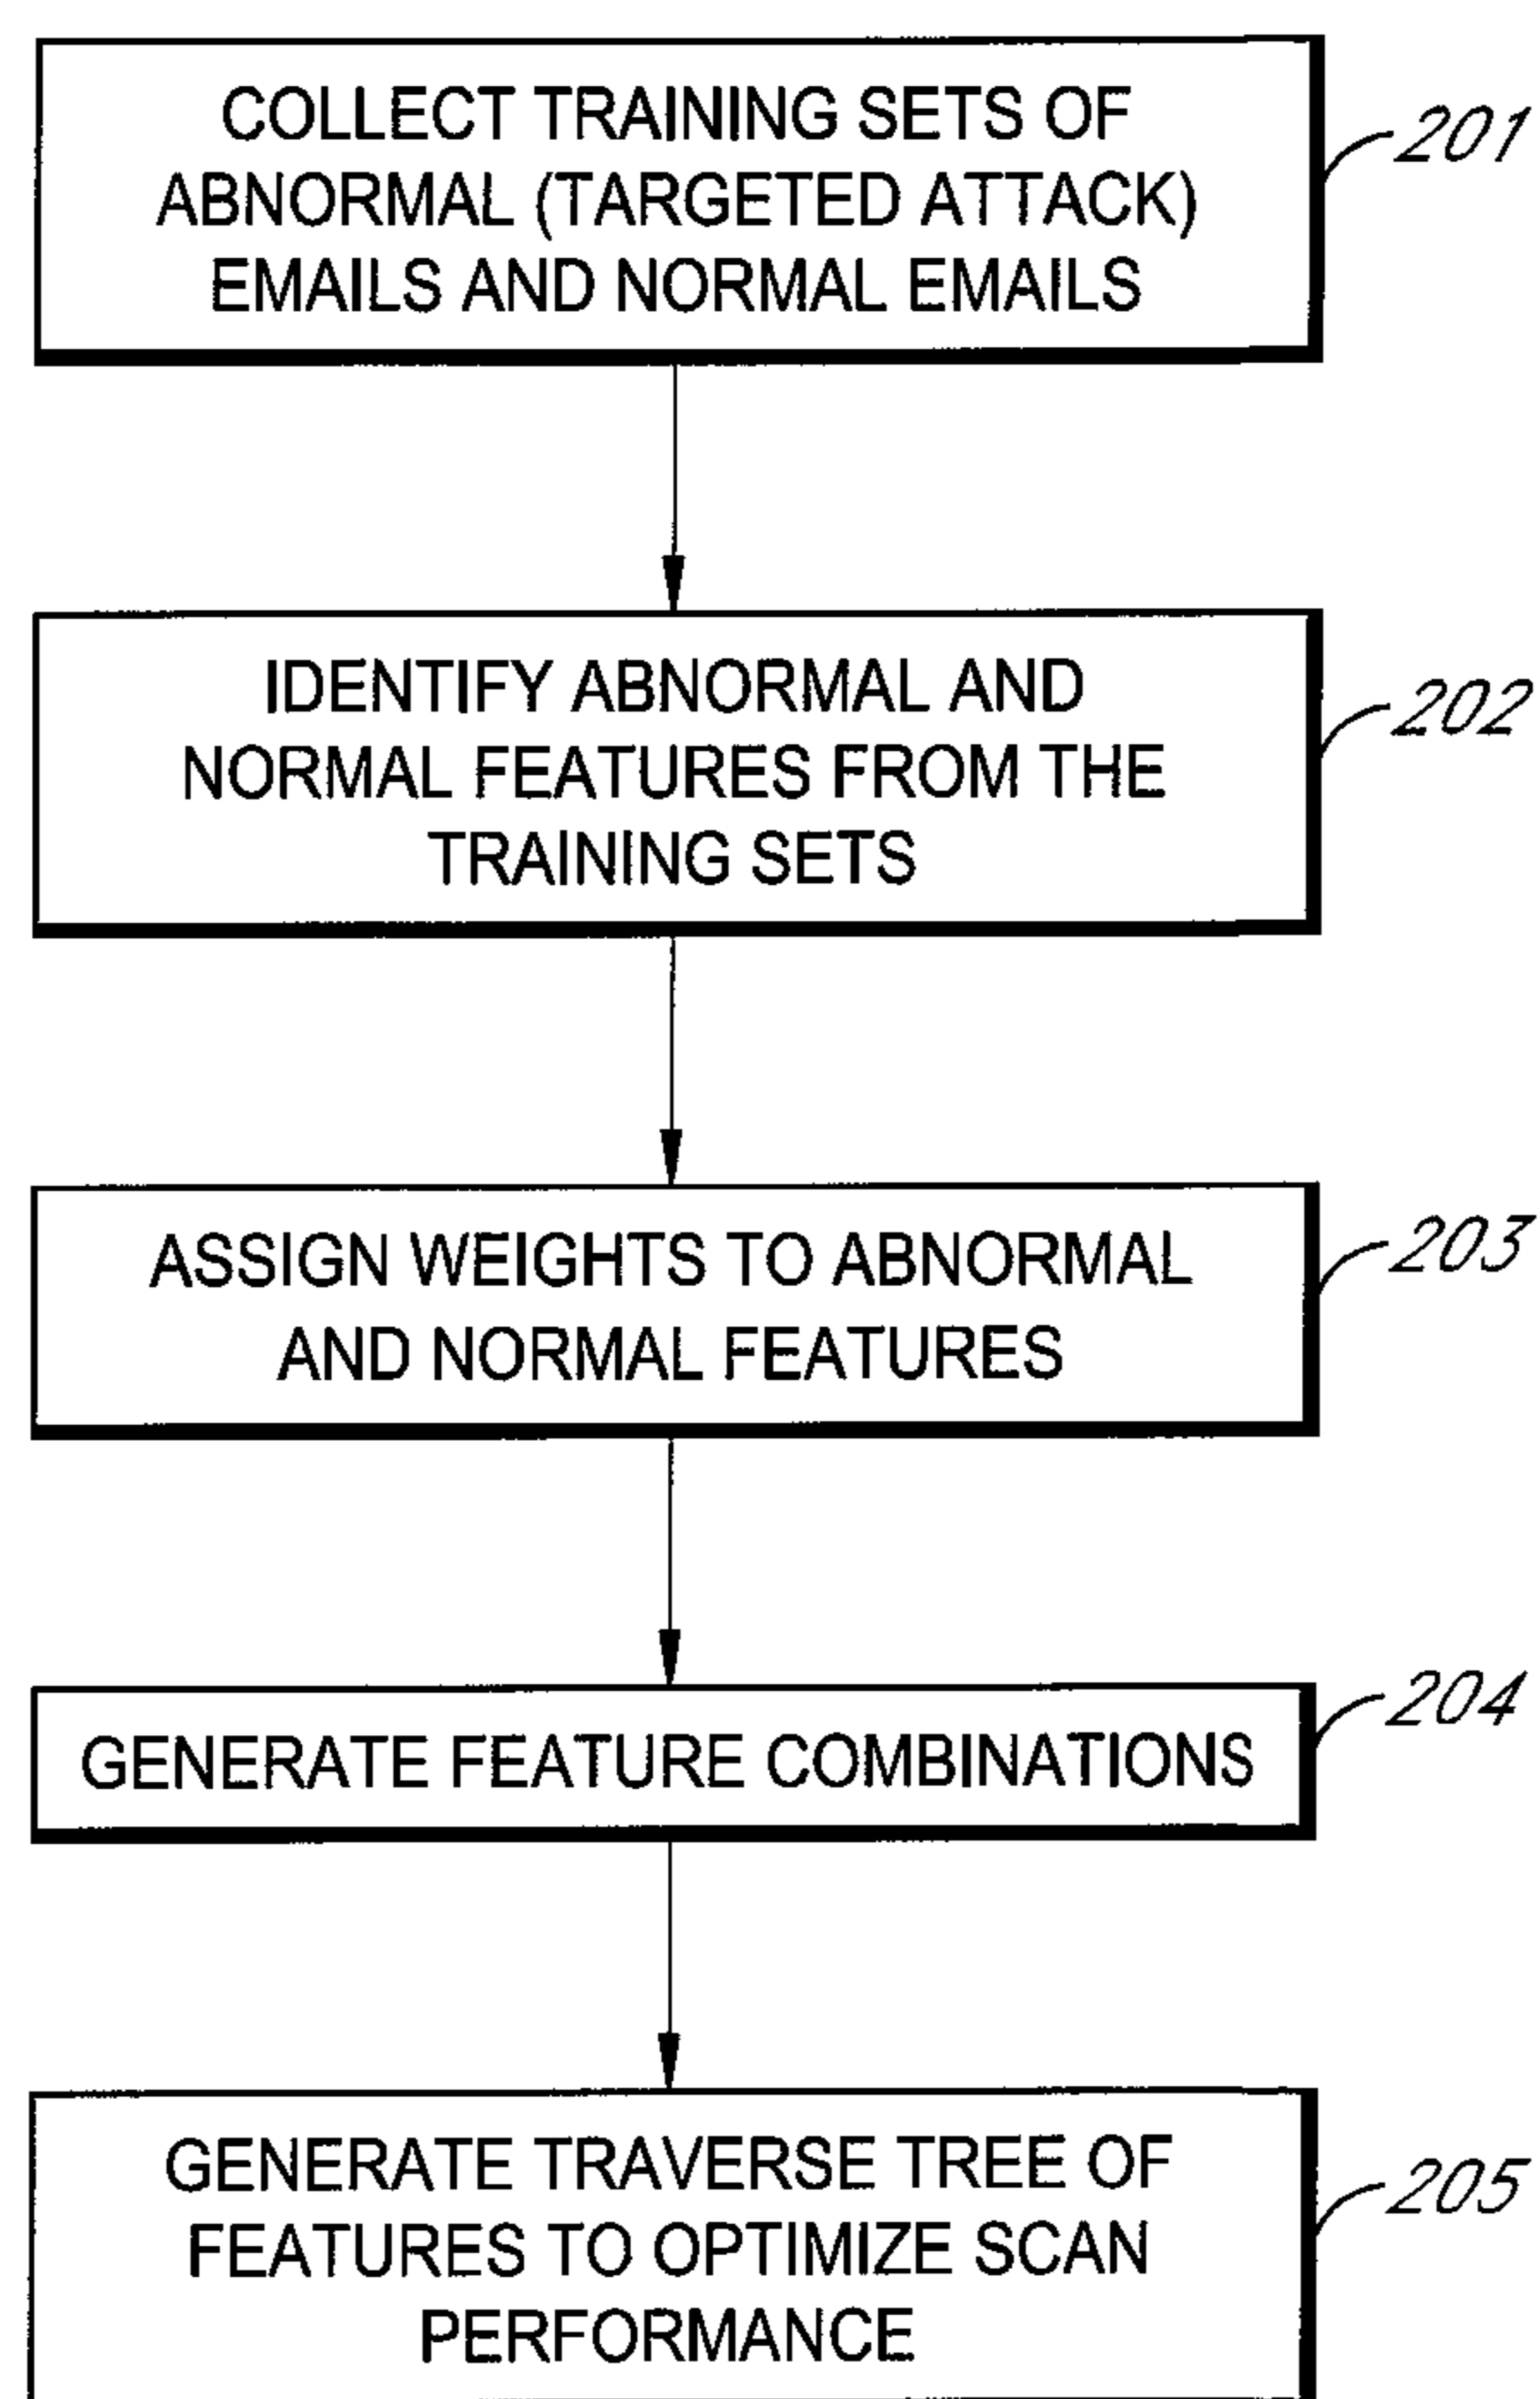 COLLECT TRAINING SETS OF
ABNORMAL (TARGETED ATTACK)
EMAILS AND NORMAL EMAILS
201
IDENTIFY ABNORMAL AND
NORMAL FEATURES FROM THE
TRAINING SETS
202
ASSIGN WEIGHTS TO ABNORMAL
AND NORMAL FEATURES
203
GENERATE FEATURE COMBINATIONS
204
GENERATE TRAVERSE TREE OF
FEATURES TO OPTIMIZE SCAN
PERFORMANCE
205